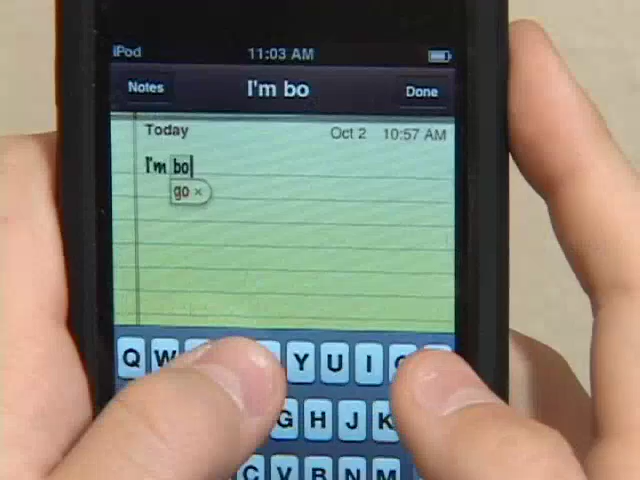 iPod 11:03 AM
Notes I'm bo Done
Today Oct 2 10:57 AM
I'm bo
go ×
Q W Y U I
G H J K
C V B N M